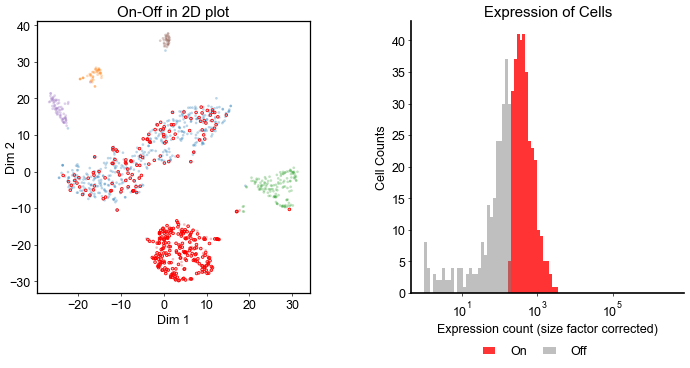 On-Off in 2D plot
Expression of Cells
40
30
20
10
0
−10
−20
−30
Dim 2
−20 −10 0 10 20 30
Dim 1
40
35
30
25
20
15
10
5
0
Cell Counts
10^1 10^3 10^5
Expression count (size factor corrected)
On Off